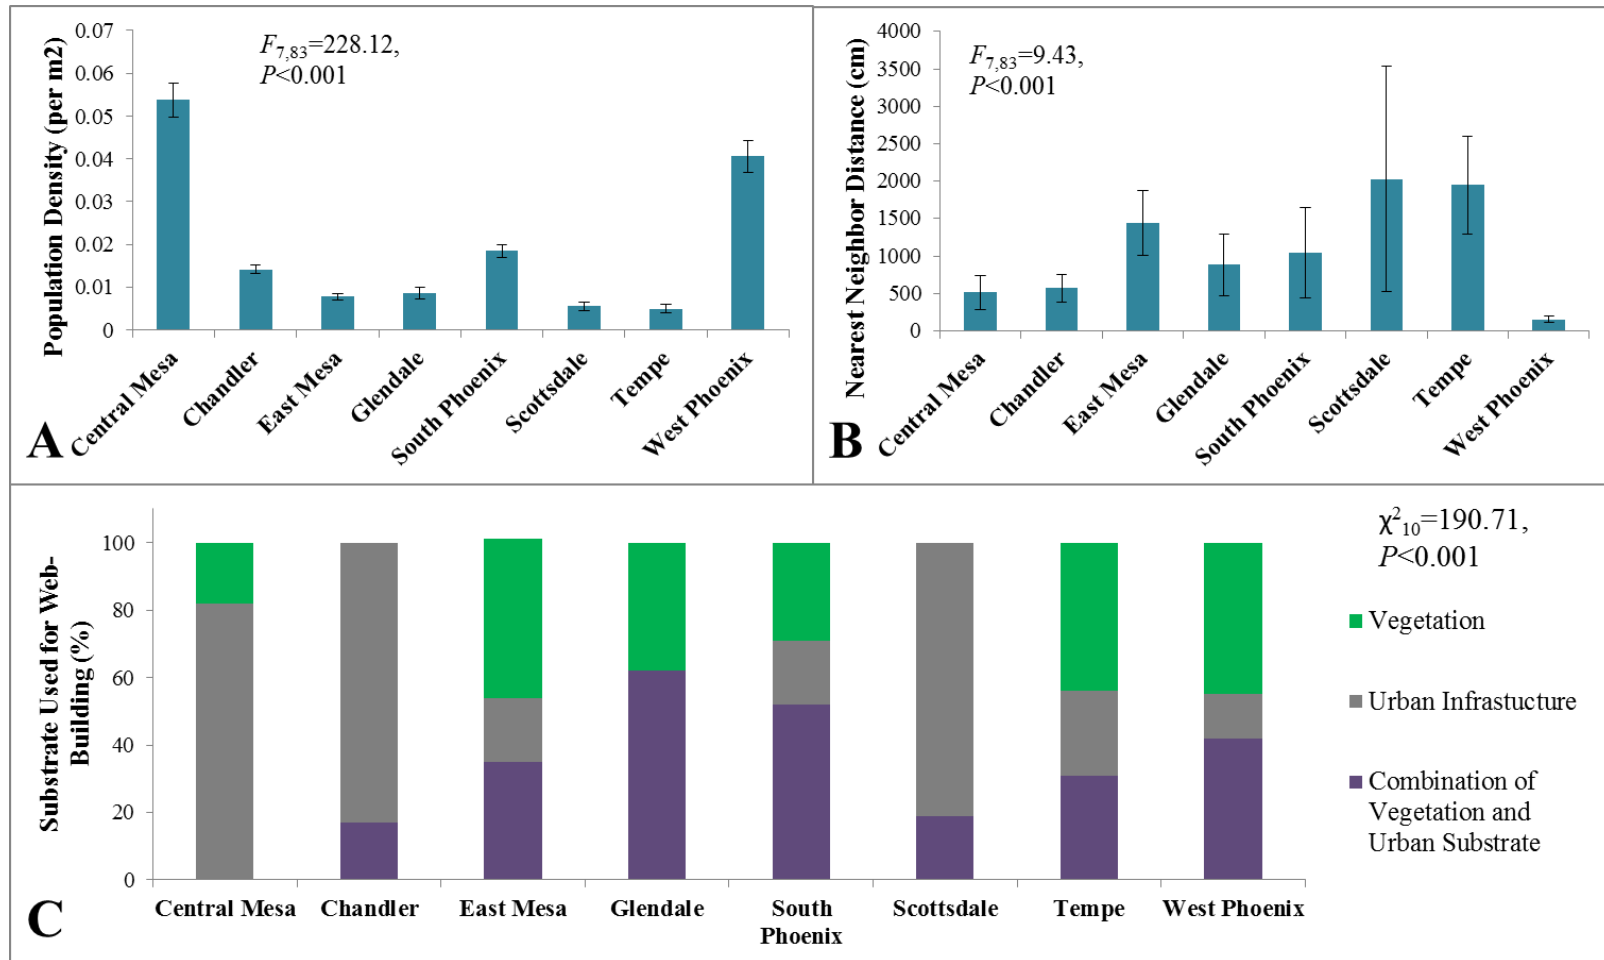 Population Density (per m2)
0.07
0.06
0.05
0.04
0.03
0.02
0.01
0
F7,83=228.12,
P<0.001
Central Mesa
Chandler
East Mesa
Glendale
South Phoenix
Scottsdale
Tempe
West Phoenix
A
Nearest Neighbor Distance (cm)
4000
3500
3000
2500
2000
1500
1000
500
0
F7,83=9.43,
P<0.001
Central Mesa
Chandler
East Mesa
Glendale
South Phoenix
Scottsdale
Tempe
West Phoenix
B
Substrate Used for Web-
Building (%)
100
80
60
40
20
0
Central Mesa
Chandler
East Mesa
Glendale
South
Phoenix
Scottsdale
Tempe
West Phoenix
χ²10=190.71,
P<0.001
Vegetation
Urban Infrastucture
Combination of
Vegetation and
Urban Substrate
C